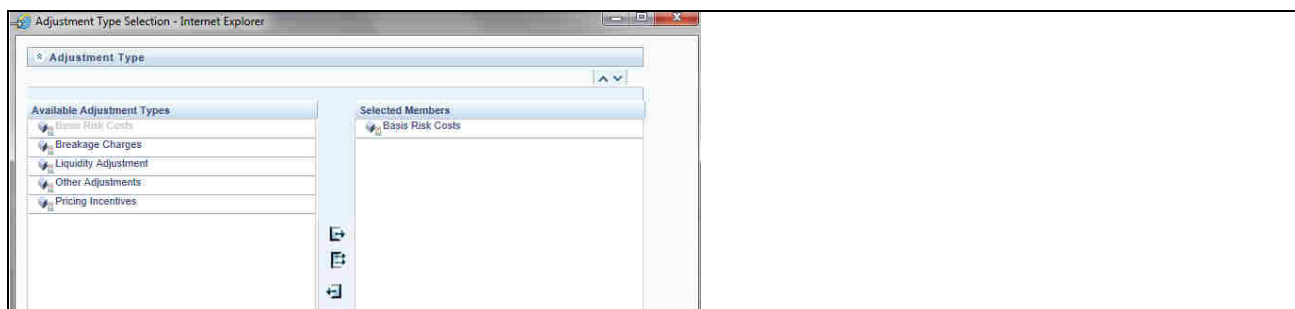 Adjustment Type Selection - Internet Explorer
Adjustment Type
Available Adjustment Types
Selected Members
Basis Risk Costs
Basis Risk Costs
Breakage Charges
Liquidity Adjustment
Other Adjustments
Pricing Incentives